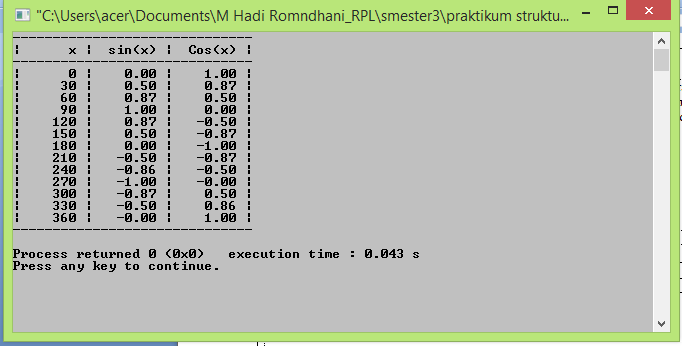 "C:\Users\acer\Documents\M Hadi Romndhani_RPL\smester3\praktikum struktu...
------------------------------
¦      x ¦  sin(x) ¦  Cos(x) ¦
------------------------------
¦      0 ¦    0.00 ¦    1.00 ¦
¦     30 ¦    0.50 ¦    0.87 ¦
¦     60 ¦    0.87 ¦    0.50 ¦
¦     90 ¦    1.00 ¦    0.00 ¦
¦    120 ¦    0.87 ¦   -0.50 ¦
¦    150 ¦    0.50 ¦   -0.87 ¦
¦    180 ¦    0.00 ¦   -1.00 ¦
¦    210 ¦   -0.50 ¦   -0.87 ¦
¦    240 ¦   -0.86 ¦   -0.50 ¦
¦    270 ¦   -1.00 ¦   -0.00 ¦
¦    300 ¦   -0.87 ¦    0.50 ¦
¦    330 ¦   -0.50 ¦    0.86 ¦
¦    360 ¦   -0.00 ¦    1.00 ¦
------------------------------
Process returned 0 (0x0)   execution time : 0.043 s
Press any key to continue.